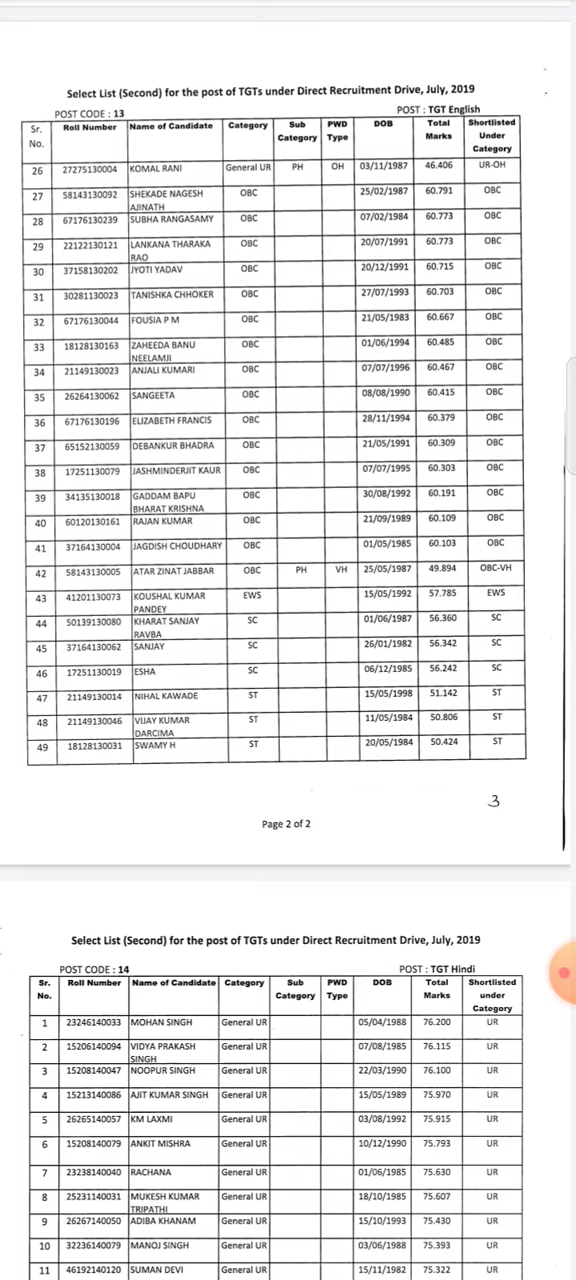 Select List (Second) for the post of TGTs under Direct Recruitment Drive, July, 2019
POST CODE : 13 POST : TGT English
Sr. No. Roll Number Name of Candidate Category Sub Category PWD Type DOB Total Marks Shortlisted Under Category
26 27275130004 KOMAL RANI General UR PH OH 03/11/1987 46.406 UR-OH
27 58143130092 SHEKADE NAGESH AJINATH OBC 25/02/1987 60.791 OBC
28 67176130239 SUBHA RANGASAMY OBC 07/02/1984 60.773 OBC
29 22122130121 LANKANA THARAKA RAO OBC 20/07/1991 60.773 OBC
30 37158130202 JYOTI YADAV OBC 20/12/1991 60.715 OBC
31 30281130023 TANISHKA CHHOKER OBC 27/07/1993 60.703 OBC
32 67176130044 FOUSIA P M OBC 21/05/1983 60.667 OBC
33 18128130163 ZAHEEDA BANU NEELAMJI OBC 01/06/1994 60.485 OBC
34 21149130023 ANJALI KUMARI OBC 07/07/1996 60.467 OBC
35 26264130062 SANGEETA OBC 08/08/1990 60.415 OBC
36 67176130196 ELIZABETH FRANCIS OBC 28/11/1994 60.379 OBC
37 65152130059 DEBANKUR BHADRA OBC 21/05/1991 60.309 OBC
38 17251130079 JASHMINDERJIT KAUR OBC 07/07/1995 60.303 OBC
39 34135130018 GADDAM BAPU BHARAT KRISHNA OBC 30/08/1992 60.191 OBC
40 60120130161 RAJAN KUMAR OBC 21/09/1989 60.109 OBC
41 37164130004 JAGDISH CHOUDHARY OBC 01/05/1985 60.103 OBC
42 58143130005 ATAR ZINAT JABBAR OBC PH VH 25/05/1987 49.894 OBC-VH
43 41201130073 KOUSHAL KUMAR PANDEY EWS 15/05/1992 57.785 EWS
44 50139130080 KHARAT SANJAY RAVBA SC 01/06/1987 56.360 SC
45 37164130062 SANJAY SC 26/01/1982 56.342 SC
46 17251130019 ESHA SC 06/12/1985 56.242 SC
47 21149130014 NIHAL KAWADE ST 15/05/1998 51.142 ST
48 21149130046 VIJAY KUMAR DARCIMA ST 11/05/1984 50.806 ST
49 18128130031 SWAMY H ST 20/05/1984 50.424 ST
3
Page 2 of 2
Select List (Second) for the post of TGTs under Direct Recruitment Drive, July, 2019
POST CODE : 14 POST : TGT Hindi
Sr. No. Roll Number Name of Candidate Category Sub Category PWD Type DOB Total Marks Shortlisted under Category
1 23246140033 MOHAN SINGH General UR 05/04/1988 76.200 UR
2 15206140094 VIDYA PRAKASH SINGH General UR 07/08/1985 76.115 UR
3 15208140047 NOOPUR SINGH General UR 22/03/1990 76.100 UR
4 15213140086 AJIT KUMAR SINGH General UR 15/05/1989 75.970 UR
5 26265140057 KM LAXMI General UR 03/08/1992 75.915 UR
6 15208140079 ANKIT MISHRA General UR 10/12/1990 75.793 UR
7 23238140040 RACHANA General UR 01/06/1985 75.630 UR
8 25231140031 MUKESH KUMAR TRIPATHI General UR 18/10/1985 75.607 UR
9 26267140050 ADIBA KHANAM General UR 15/10/1993 75.430 UR
10 32236140079 MANOJ SINGH General UR 03/06/1988 75.393 UR
11 46192140120 SUMAN DEVI General UR 15/11/1982 75.322 UR